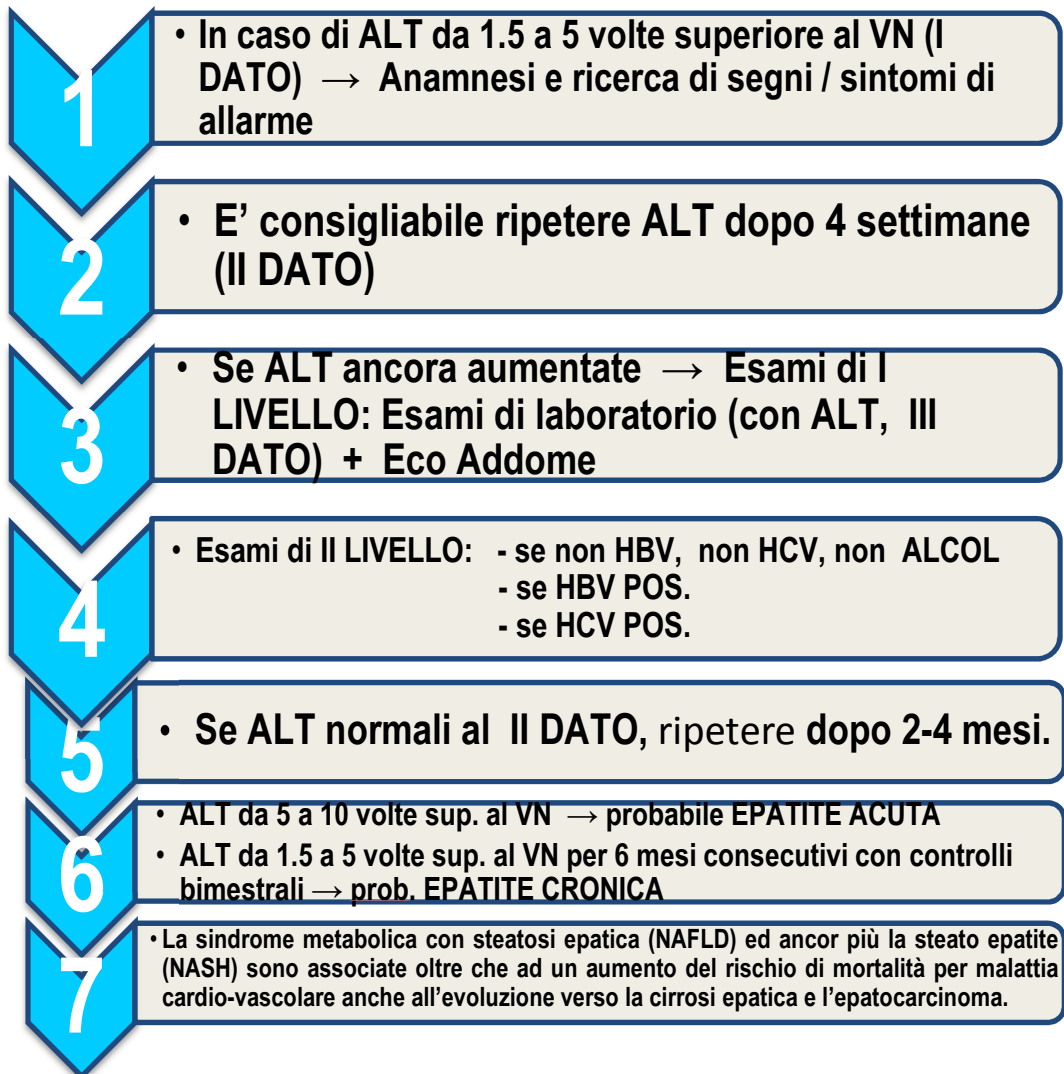 1
• In caso di ALT da 1.5 a 5 volte superiore al VN (I
DATO) → Anamnesi e ricerca di segni / sintomi di
allarme
2
• E' consigliabile ripetere ALT dopo 4 settimane
(II DATO)
3
• Se ALT ancora aumentate → Esami di I
LIVELLO: Esami di laboratorio (con ALT, III
DATO) + Eco Addome
4
• Esami di II LIVELLO: - se non HBV, non HCV, non ALCOL
- se HBV POS.
- se HCV POS.
5
• Se ALT normali al II DATO, ripetere dopo 2-4 mesi.
6
• ALT da 5 a 10 volte sup. al VN → probabile EPATITE ACUTA
• ALT da 1.5 a 5 volte sup. al VN per 6 mesi consecutivi con controlli
bimestrali → prob. EPATITE CRONICA
7
• La sindrome metabolica con steatosi epatica (NAFLD) ed ancor più la steato epatite
(NASH) sono associate oltre che ad un aumento del rischio di mortalità per malattia
cardio-vascolare anche all'evoluzione verso la cirrosi epatica e l'epatocarcinoma.